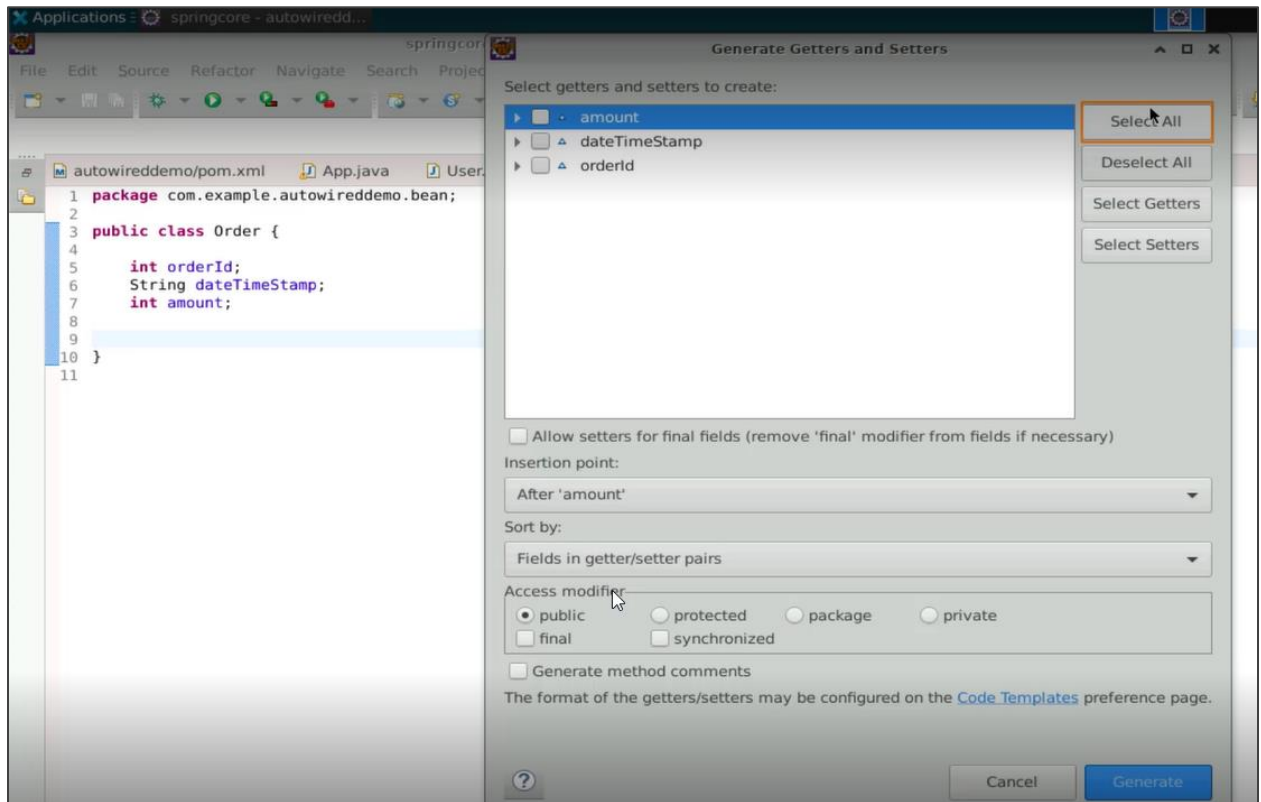 Applications : springcore - autowiredd...
springcor
Generate Getters and Setters
File Edit Source Refactor Navigate Search Projec
Select getters and setters to create:
amount
dateTimeStamp
orderId
Select All
Deselect All
Select Getters
Select Setters
autowireddemo/pom.xml App.java User.
1 package com.example.autowireddemo.bean;
2
3 public class Order {
4
5 int orderId;
6 String dateTimeStamp;
7 int amount;
8
9
10 }
11
Allow setters for final fields (remove 'final' modifier from fields if necessary)
Insertion point:
After 'amount'
Sort by:
Fields in getter/setter pairs
Access modifier
public protected package private
final synchronized
Generate method comments
The format of the getters/setters may be configured on the Code Templates preference page.
? Cancel Generate